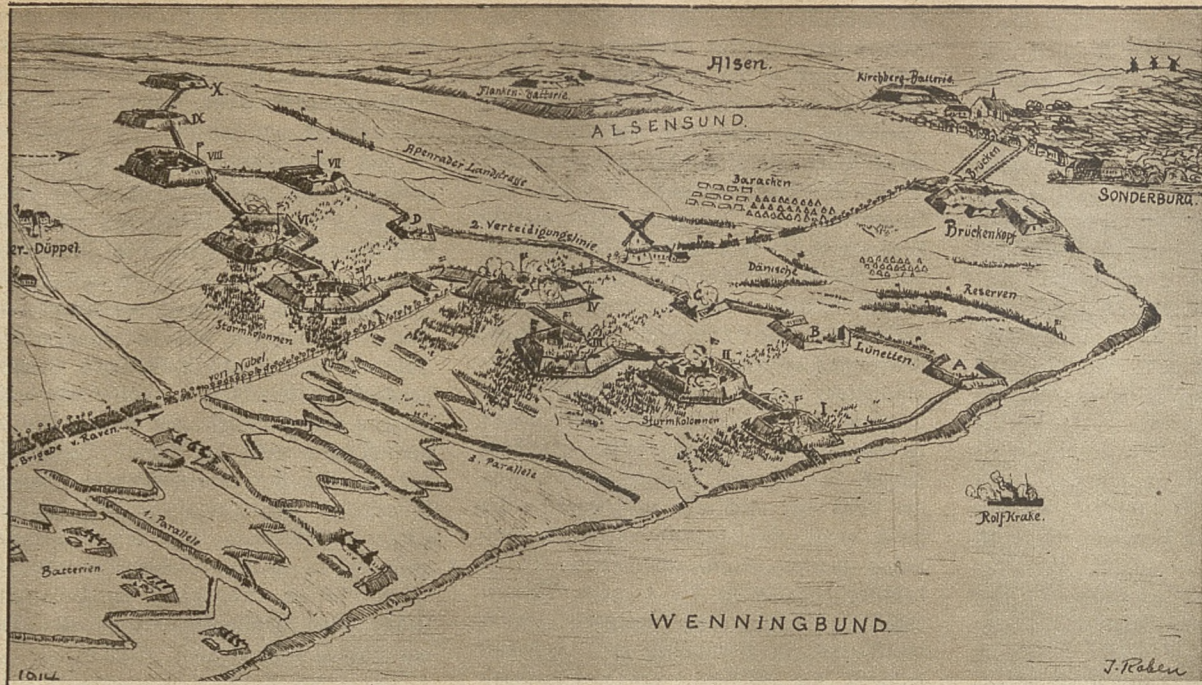 Alsen.
Kirchberg-Batterie.
Flanken-Batterie.
ALSENSUND.
X
IX
VIII
VII
Apenrader Landstrasse
Baracken
Brücken
SONDERBURG.
Brückenkopf
VI
D
2. Verteidigungslinie
er-Düppel.
Dänische
Reserven
IV
Sturmkolonnen
III
II
B
Lünetten
A
von Nübel
Sturmkolonnen
I
Brigade v. Raven.
3. Parallele
Rolf Krake.
1. Parallele
Batterien
WENNINGBUND
1914
J. Raben